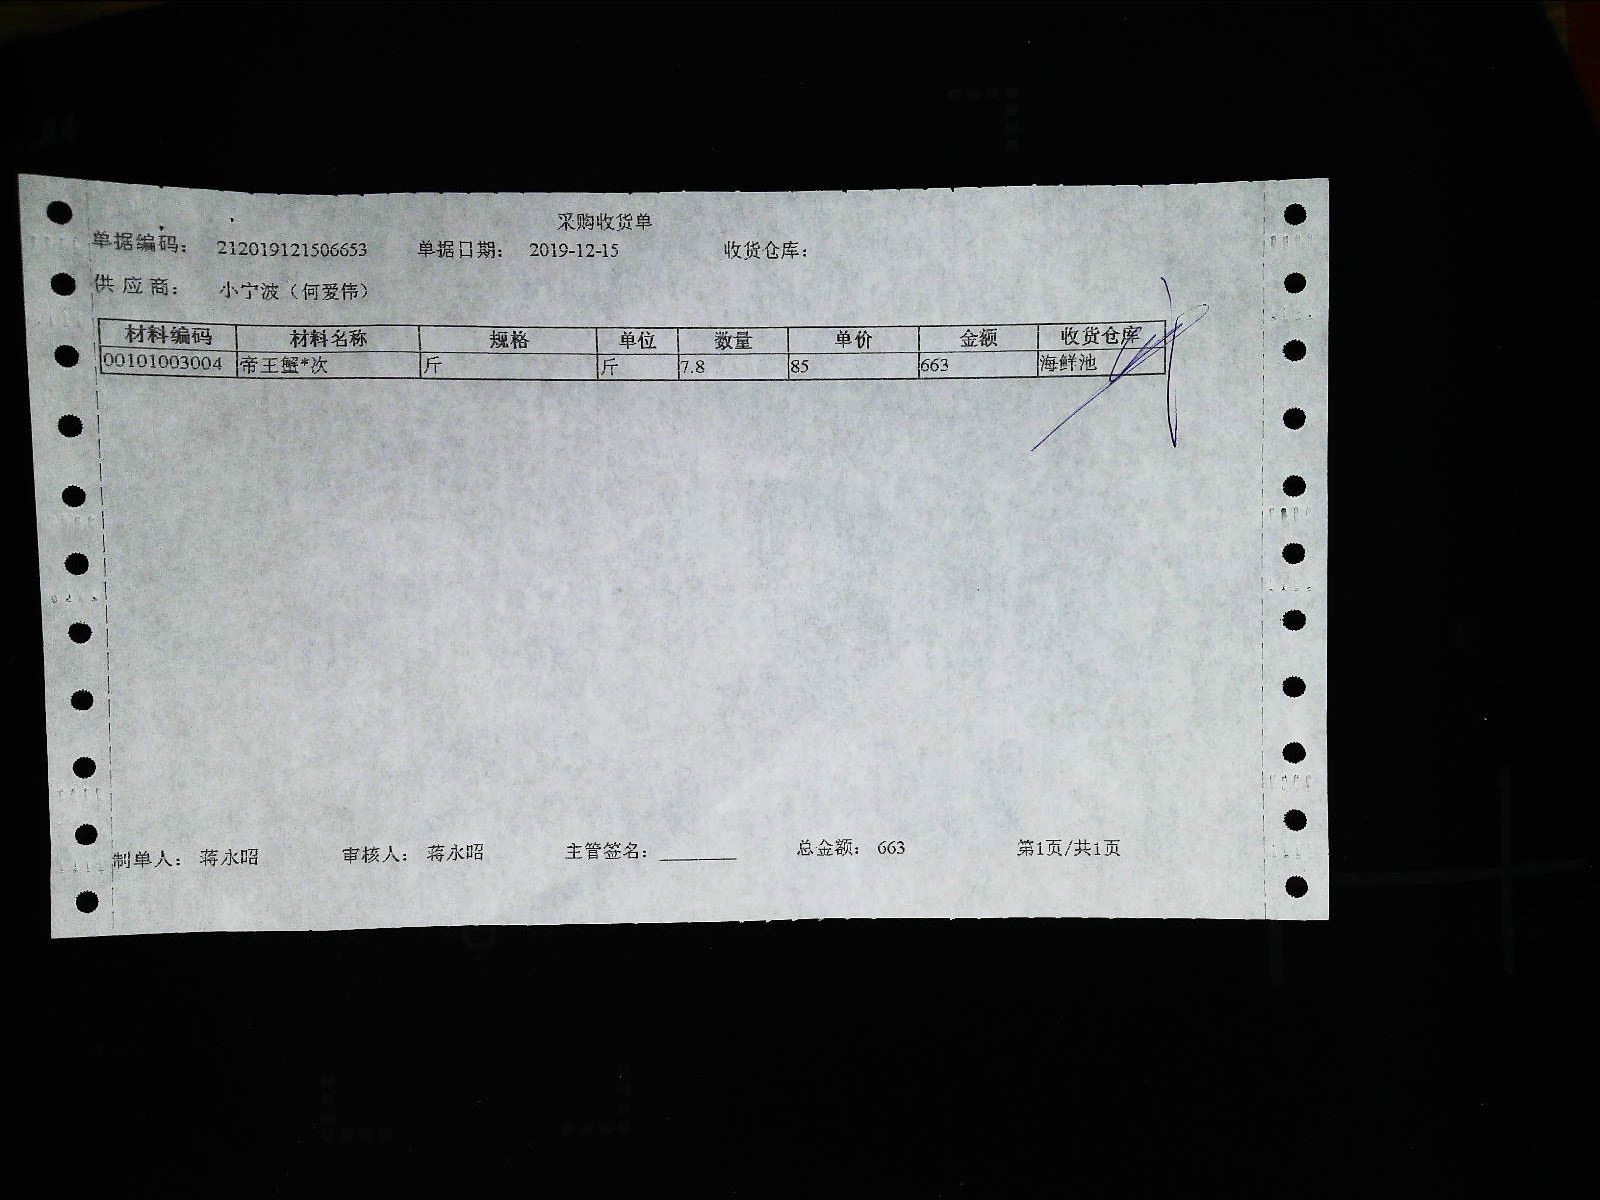 采购收货单
单据编码： 212019121506653 单据日期： 2019-12-15 收货仓库：
供 应 商： 小宁波（何爱伟）
材料编码 材料名称 规格 单位 数量 单价 金额 收货仓库
00101003004 帝王蟹*次 斤 斤 7.8 85 663 海鲜池
制单人： 蒋永昭 审核人： 蒋永昭 主管签名：________ 总金额： 663 第1页/共1页